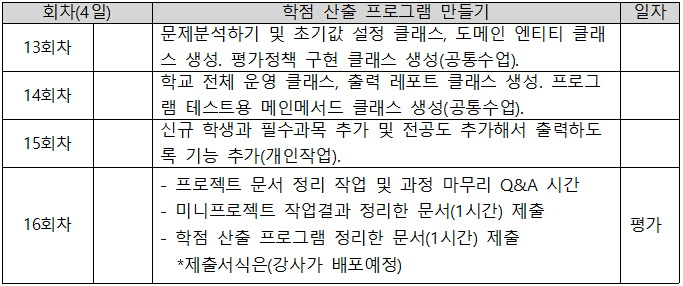 회차(4일) 학점 산출 프로그램 만들기 일자
13회차 문제분석하기 및 초기값 설정 클래스, 도메인 엔티티 클래
스 생성. 평가정책 구현 클래스 생성(공통수업).
14회차 학교 전체 운영 클래스, 출력 레포트 클래스 생성. 프로그
램 테스트용 메인메서드 클래스 생성(공통수업).
15회차 신규 학생과 필수과목 추가 및 전공도 추가해서 출력하도
록 기능 추가(개인작업).
16회차 - 프로젝트 문서 정리 작업 및 과정 마무리 Q&A 시간
- 미니프로젝트 작업결과 정리한 문서(1시간) 제출
- 학점 산출 프로그램 정리한 문서(1시간) 제출
*제출서식은(강사가 배포예정)
평가